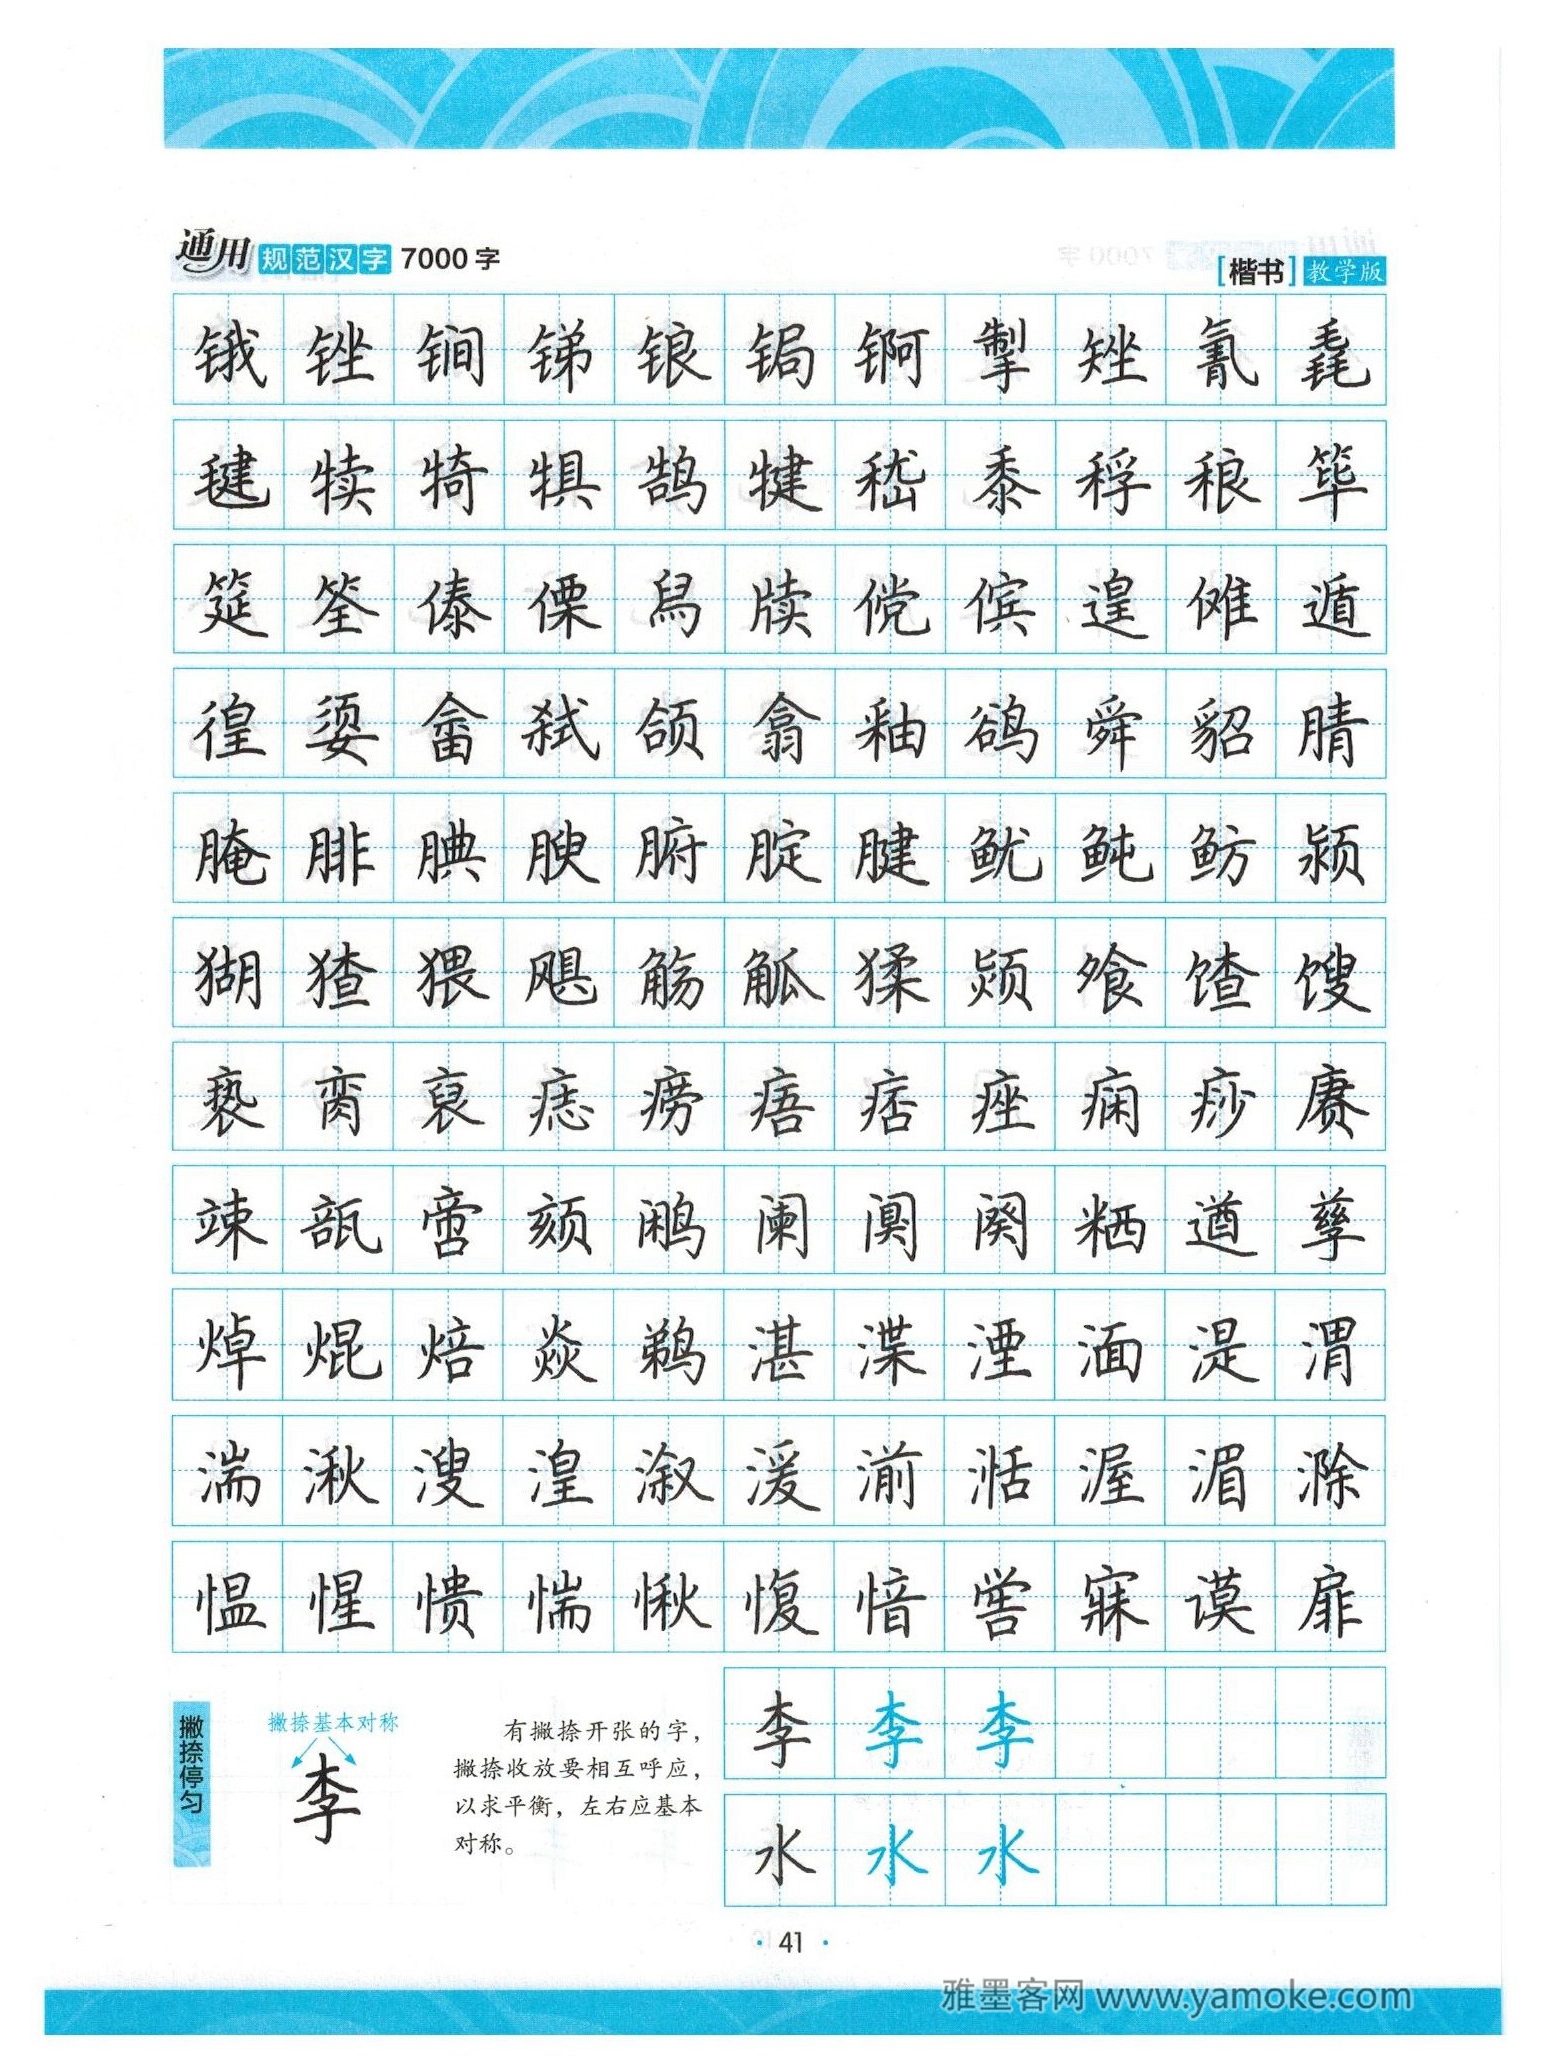 通用规范汉字7000字
[楷书]教学版
锇锉锏锑锒锔锕掣矬氰毳
毽犊犄犋鹄犍嵇黍稃稂筚
筵筌傣傈舄牍傥傧遑傩遁
徨媭畲弑颌翕釉鹆舜貂腈
腌腓腆腴腑腚腱鱿鲀鲂颍
猢猹猥飓觞觚猱颎飧馇馊
亵脔裒痣痨痦痞痤痫痧赓
竦瓿啻颏鹇阑阒阕粞遒孳
焯焜焙焱鹈湛渫湮湎湜渭
湍湫溲湟溆湲湔湉渥湄滁
愠惺愦惴愀愎愔喾寐谟扉
撇捺停匀
撇捺基本对称
李
有撇捺开张的字，
撇捺收放要相互呼应，
以求平衡，左右应基本
对称。
李李李
水水水
·41·
雅墨客网 www.yamoke.com